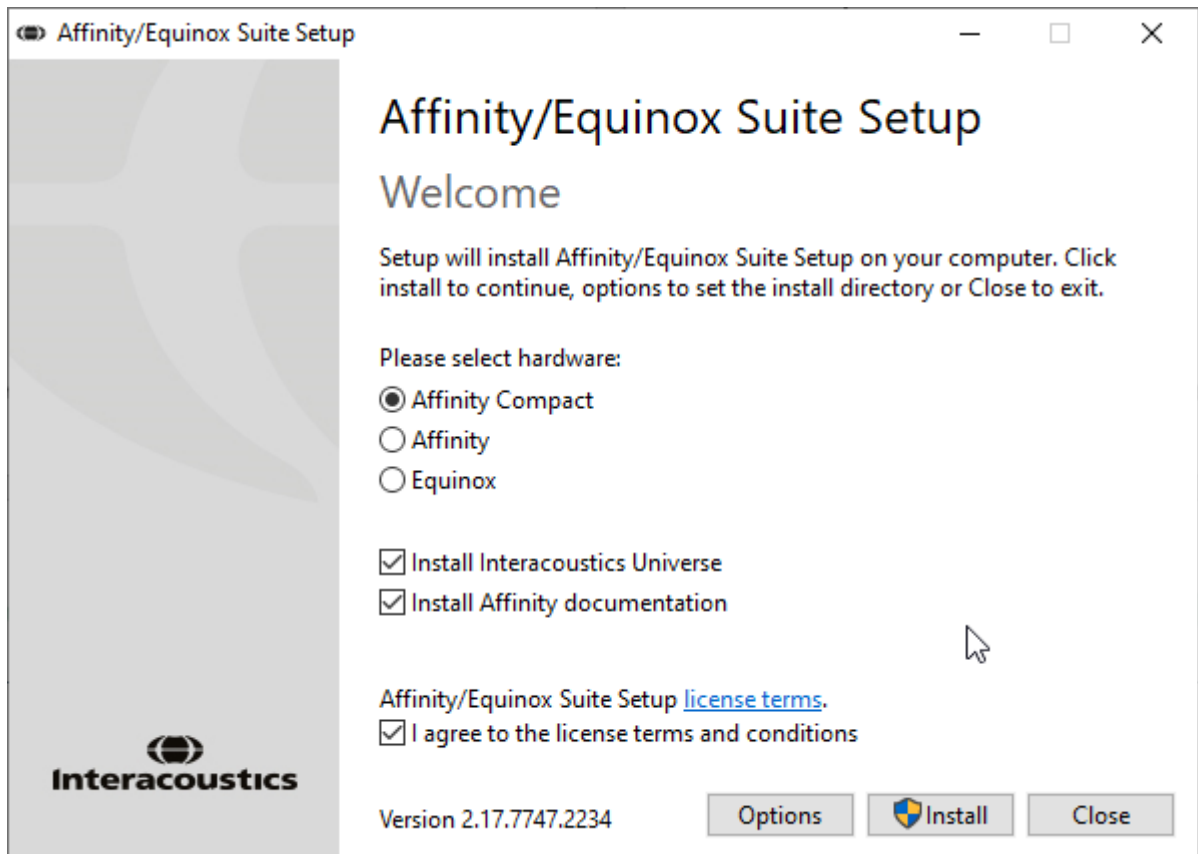 Affinity/Equinox Suite Setup
Affinity/Equinox Suite Setup
Welcome
Setup will install Affinity/Equinox Suite Setup on your computer. Click
install to continue, options to set the install directory or Close to exit.
Please select hardware:
Affinity Compact
Affinity
Equinox
Install Interacoustics Universe
Install Affinity documentation
Affinity/Equinox Suite Setup license terms.
I agree to the license terms and conditions
Interacoustics
Version 2.17.7747.2234
Options
Install
Close